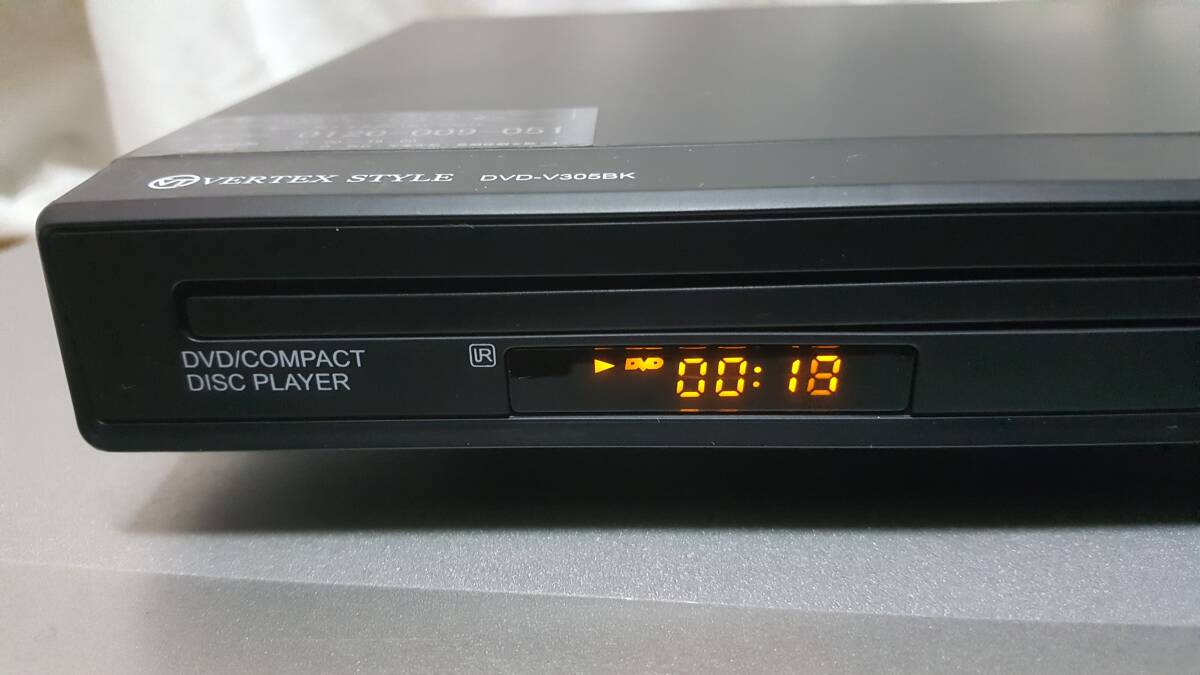 0120-009-051
VERTEX STYLE DVD-V305BK
DVD/COMPACT
DISC PLAYER
IR
DVD 00:18